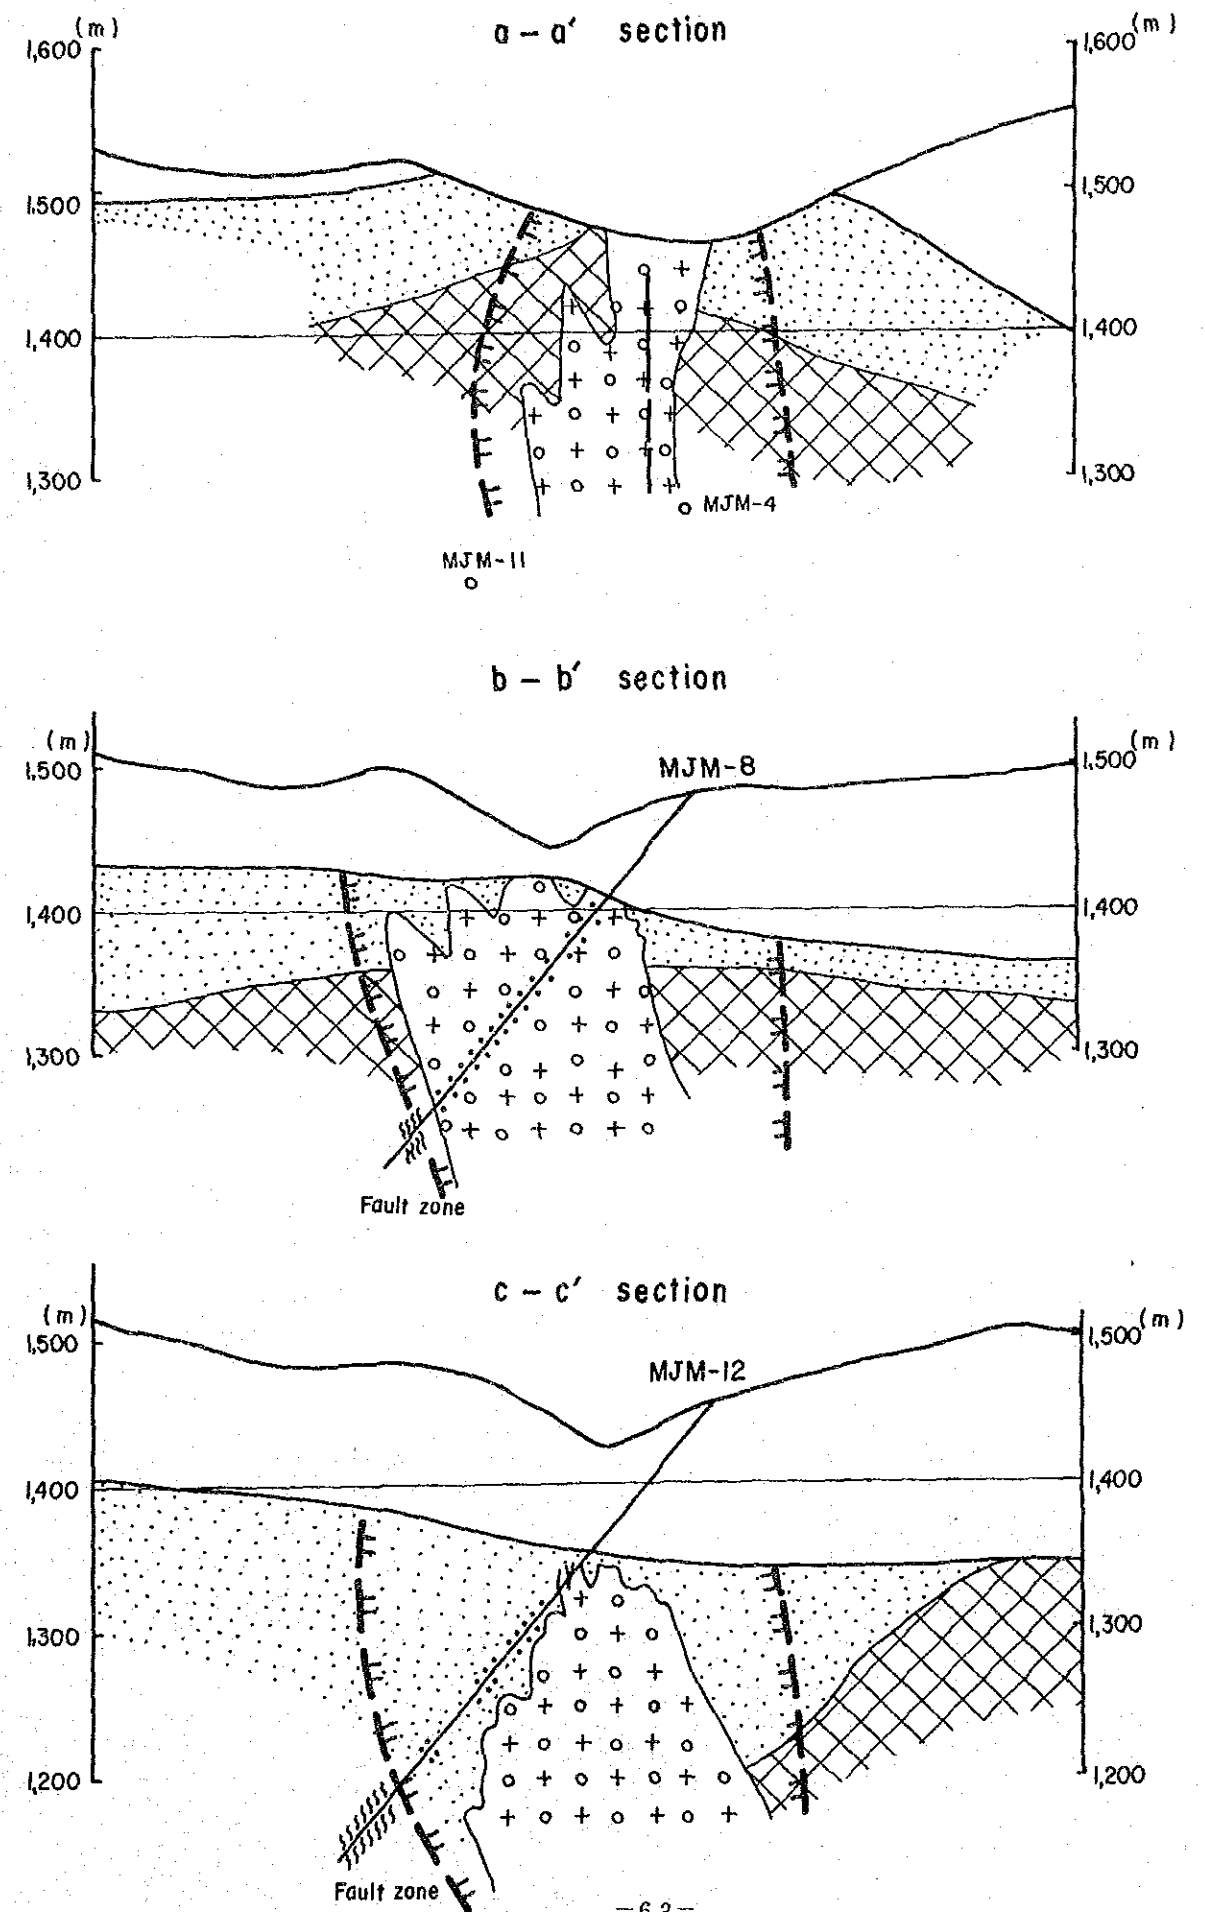 a – a′ section
(m) (m)
1,600 1,600
1,500 1,500
1,400 1,400
1,300 1,300
MJM-4
MJM-11
b – b′ section
(m) (m)
1,500 1,500
MJM-8
1,400 1,400
1,300 1,300
Fault zone
c – c′ section
(m) (m)
1,500 1,500
MJM-12
1,400 1,400
1,300 1,300
1,200 1,200
Fault zone